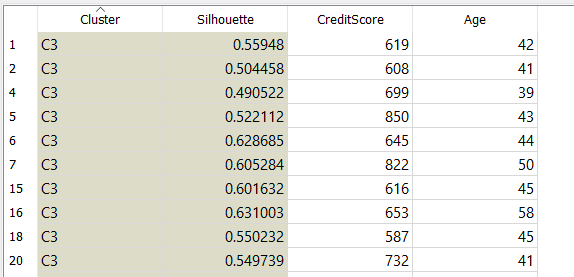 Cluster Silhouette CreditScore Age
1 C3 0.55948 619 42
2 C3 0.504458 608 41
4 C3 0.490522 699 39
5 C3 0.522112 850 43
6 C3 0.628685 645 44
7 C3 0.605284 822 50
15 C3 0.601632 616 45
16 C3 0.631003 653 58
18 C3 0.550232 587 45
20 C3 0.549739 732 41